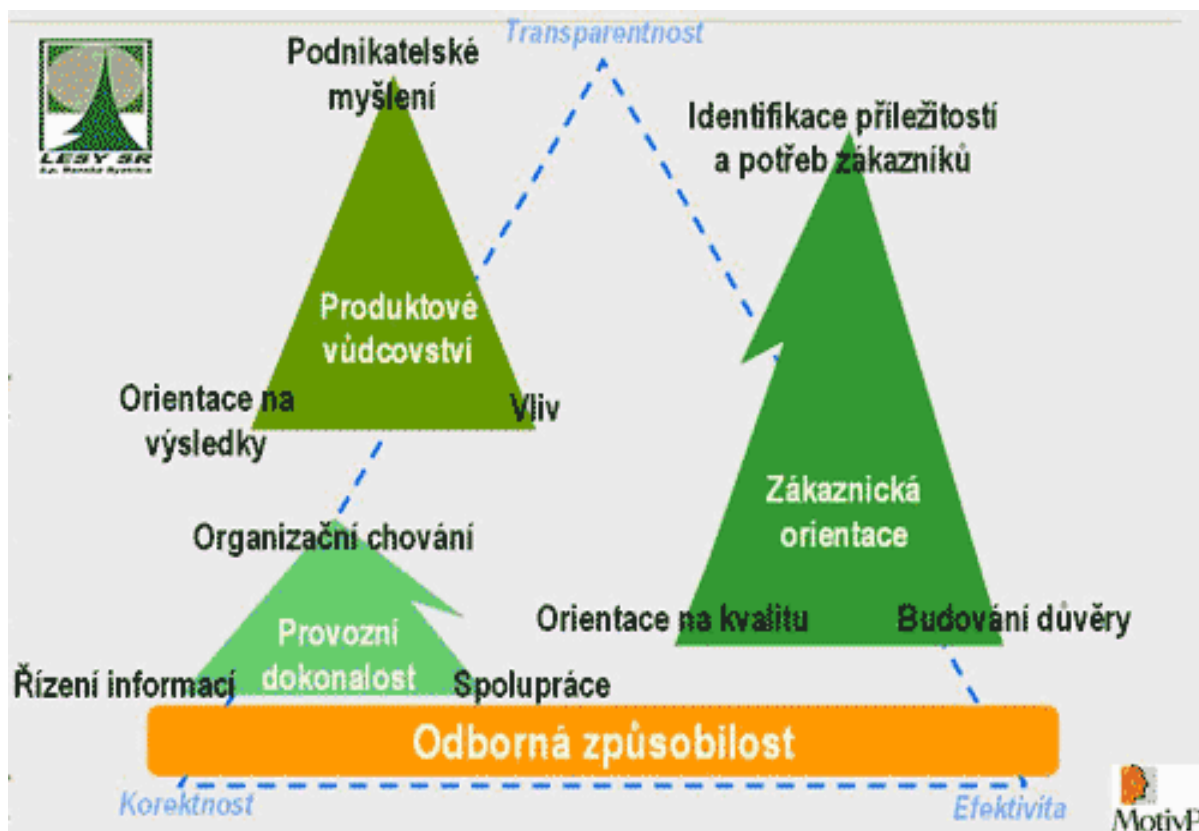 Transparentnost
Podnikatelské
myšlení
Identifikace příležitostí
a potřeb zákazníků
LESY SR
Produktové
vůdcovství
Orientace na
výsledky
Vliv
Zákaznická
orientace
Organizační chování
Orientace na kvalitu
Budování důvěry
Provozní
dokonalost
Řízení informací
Spolupráce
Odborná způsobilost
Korektnost
Efektivita
MotivP